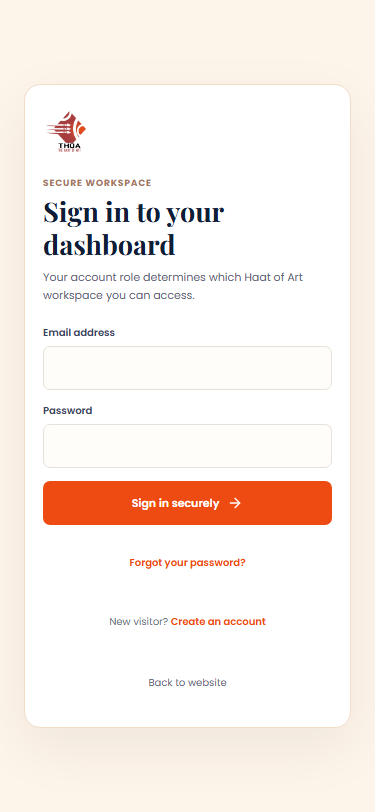 THOA
SECURE WORKSPACE
Sign in to your
dashboard
Your account role determines which Haat of Art
workspace you can access.
Email address
Password
Sign in securely →
Forgot your password?
New visitor? Create an account
Back to website